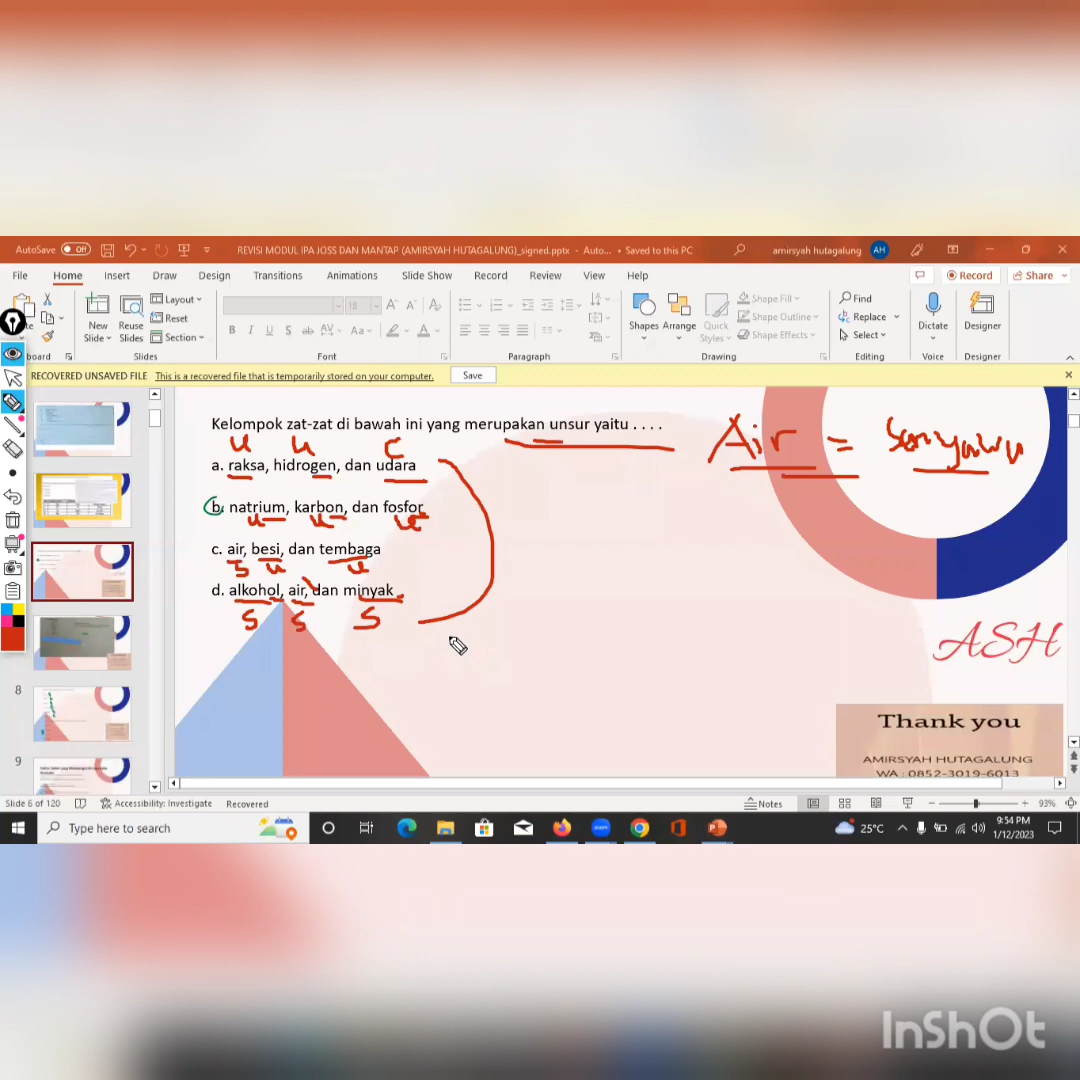 AutoSave Off REVISI MODUL IPA JOSS DAN MANTAP (AMIRSYAH HUTAGALUNG)_signed.pptx - Auto... • Saved to this PC amirsyah hutagalung AH
File Home Insert Draw Design Transitions Animations Slide Show Record Review View Help Record Share
New Slide Reuse Slides Layout Reset Section
18
B I U S ab AV Aa A
Shapes Arrange Quick Styles Shape Fill Shape Outline Shape Effects
Find Replace Select
Dictate Designer
board Slides Font Paragraph Drawing Editing Voice Designer
RECOVERED UNSAVED FILE This is a recovered file that is temporarily stored on your computer. Save
Kelompok zat-zat di bawah ini yang merupakan unsur yaitu . . . .
Air = Senyawa
u u C
a. raksa, hidrogen, dan udara
b. natrium, karbon, dan fosfor
u u u
c. air, besi, dan tembaga
S u u
d. alkohol, air, dan minyak
S S S
ASH
Thank you
AMIRSYAH HUTAGALUNG
WA : 0852-3019-6013
8
9
Slide 6 of 120 Accessibility: Investigate Recovered Notes 93%
Type here to search 25°C 9:54 PM
1/12/2023
InShOt